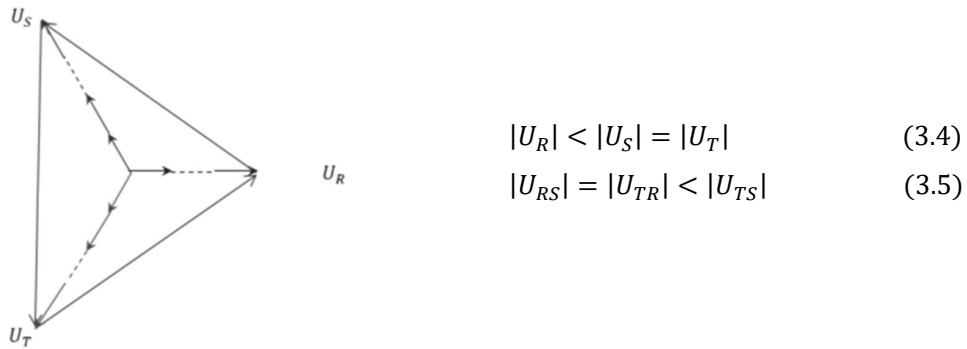 U_S
|U_R| < |U_S| = |U_T| (3.4)
U_R
|U_RS| = |U_TR| < |U_TS| (3.5)
U_T